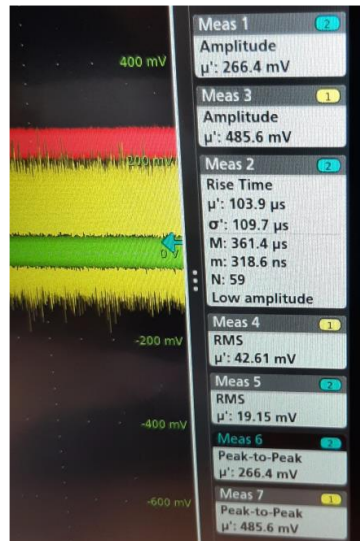 400 mV
200 mV
0 V
-200 mV
-400 mV
-600 mV
Meas 1 2
Amplitude
µ': 266.4 mV
Meas 3 1
Amplitude
µ': 485.6 mV
Meas 2 2
Rise Time
µ': 103.9 µs
σ': 109.7 µs
M: 361.4 µs
m: 318.6 ns
N: 59
Low amplitude
Meas 4 1
RMS
µ': 42.61 mV
Meas 5 2
RMS
µ': 19.15 mV
Meas 6 2
Peak-to-Peak
µ': 266.4 mV
Meas 7 1
Peak-to-Peak
µ': 485.6 mV